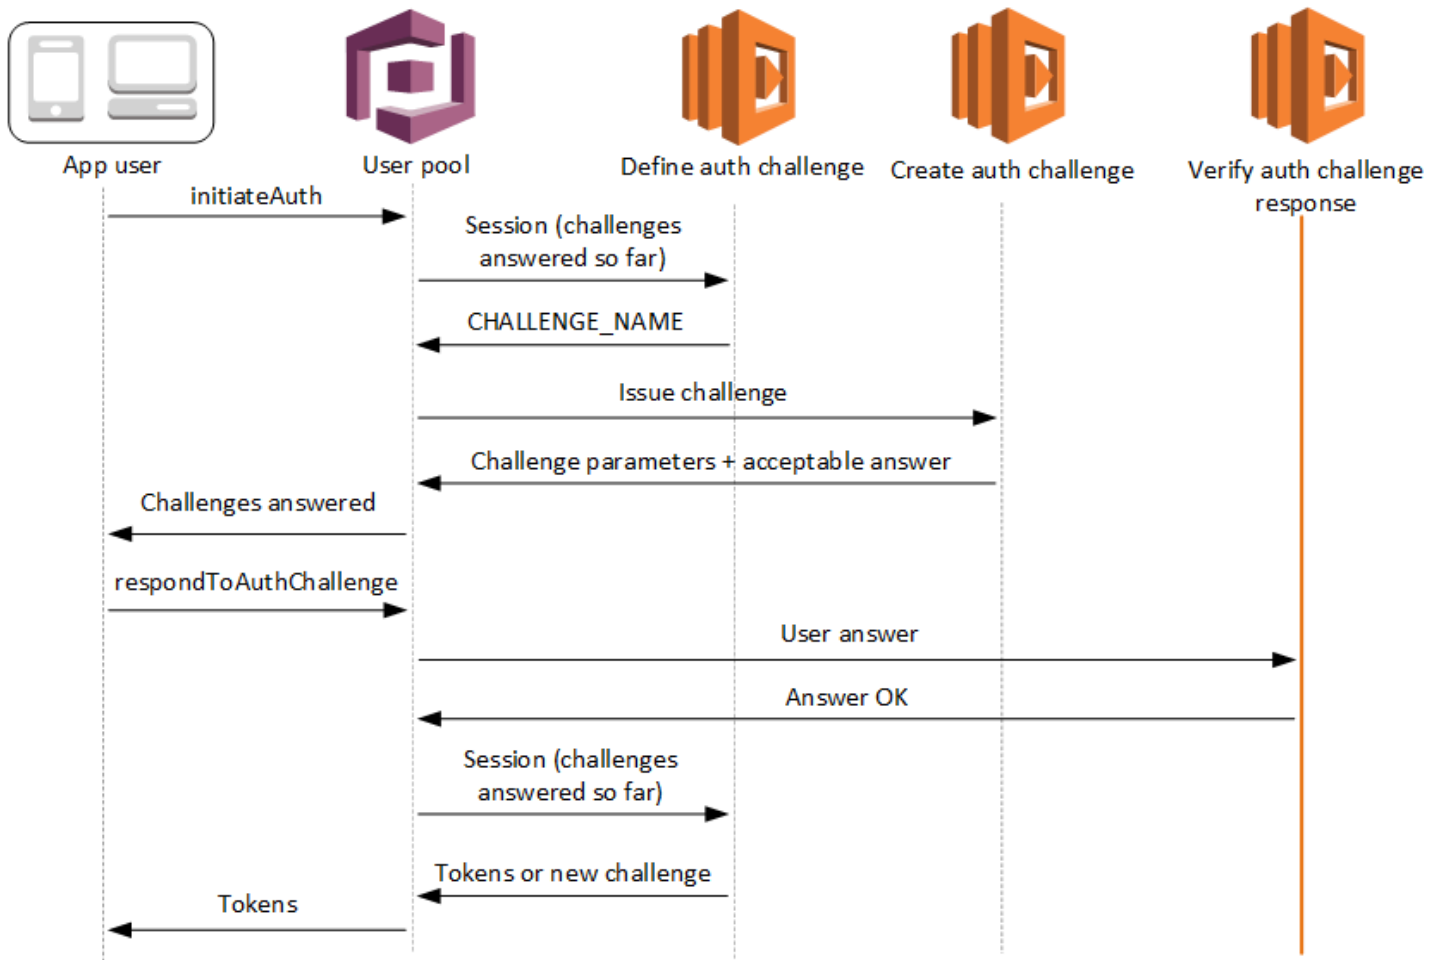 App user
User pool
Define auth challenge
Create auth challenge
Verify auth challenge
response
initiateAuth
Session (challenges
answered so far)
CHALLENGE_NAME
Issue challenge
Challenge parameters + acceptable answer
Challenges answered
respondToAuthChallenge
User answer
Answer OK
Session (challenges
answered so far)
Tokens or new challenge
Tokens